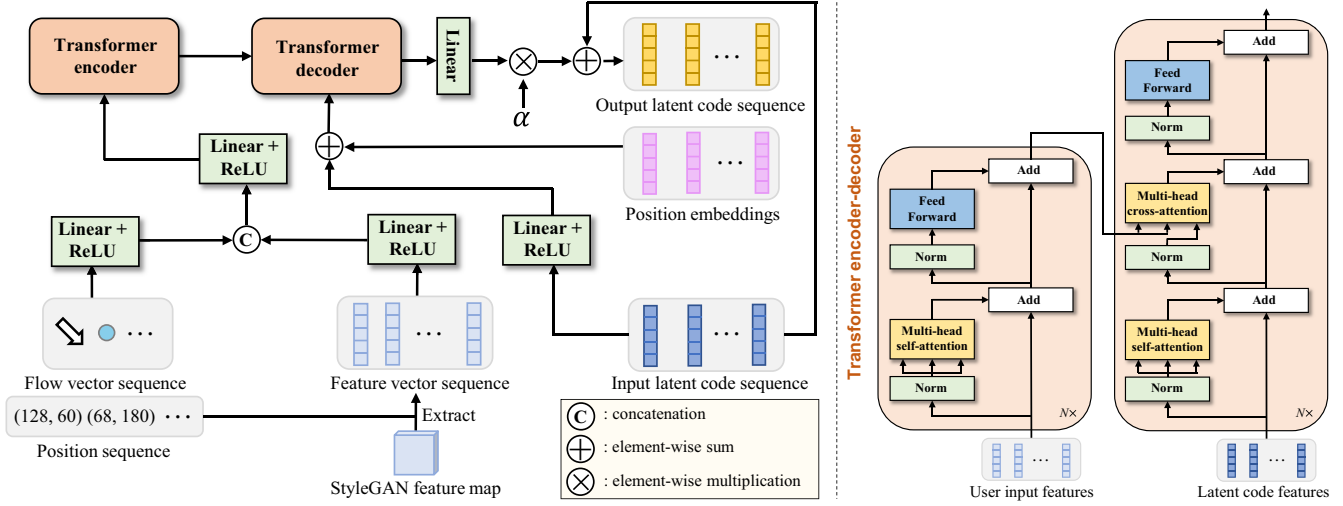 Transformer
encoder
Transformer
decoder
Linear
α
Output latent code sequence
Linear +
ReLU
Position embeddings
Linear +
ReLU
C
Linear +
ReLU
Linear +
ReLU
Flow vector sequence
Feature vector sequence
Input latent code sequence
(128, 60) (68, 180) ···
Extract
Position sequence
StyleGAN feature map
C : concatenation
+ : element-wise sum
× : element-wise multiplication
Transformer encoder-decoder
Add
Feed
Forward
Norm
Add
Multi-head
self-attention
Norm
N×
User input features
Add
Feed
Forward
Norm
Add
Multi-head
cross-attention
Norm
Add
Multi-head
self-attention
Norm
N×
Latent code features